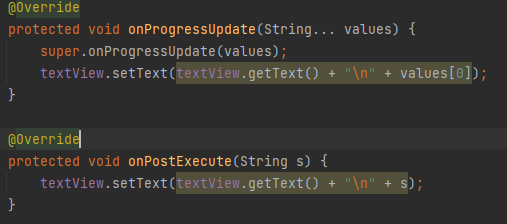 @Override
protected void onProgressUpdate(String... values) {
    super.onProgressUpdate(values);
    textView.setText(textView.getText() + "\n" + values[0]);
}
@Override
protected void onPostExecute(String s) {
    textView.setText(textView.getText() + "\n" + s);
}